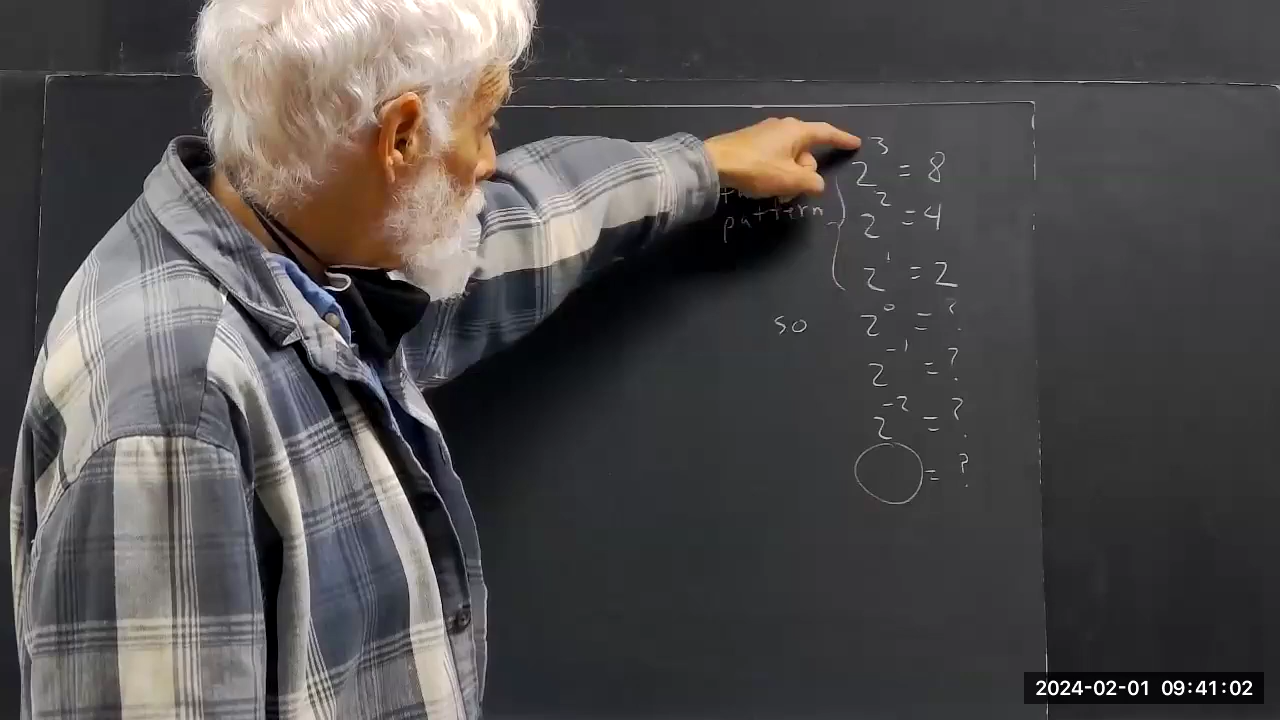 2³ = 8
pattern 2² = 4
2¹ = 2
so 2⁰ = ?
2⁻¹ = ?
2⁻² = ?
= ?
2024-02-01 09:41:02